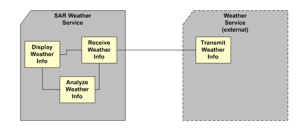 SAR Weather
Service
Weather
Service
(external)
Display
Weather
Info
Receive
Weather
Info
Transmit
Weather
Info
Analyze
Weather
Info